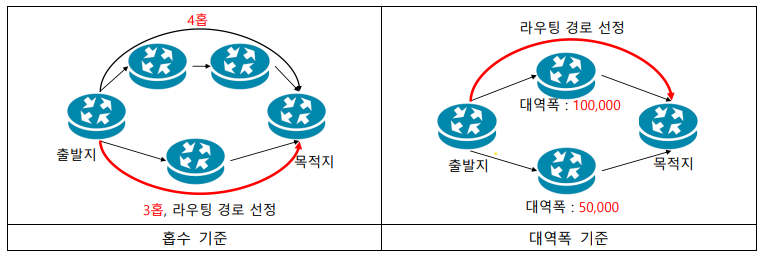 4홉
출발지
목적지
3홉, 라우팅 경로 선정
홉수 기준
라우팅 경로 선정
대역폭 : 100,000
출발지
목적지
대역폭 : 50,000
대역폭 기준